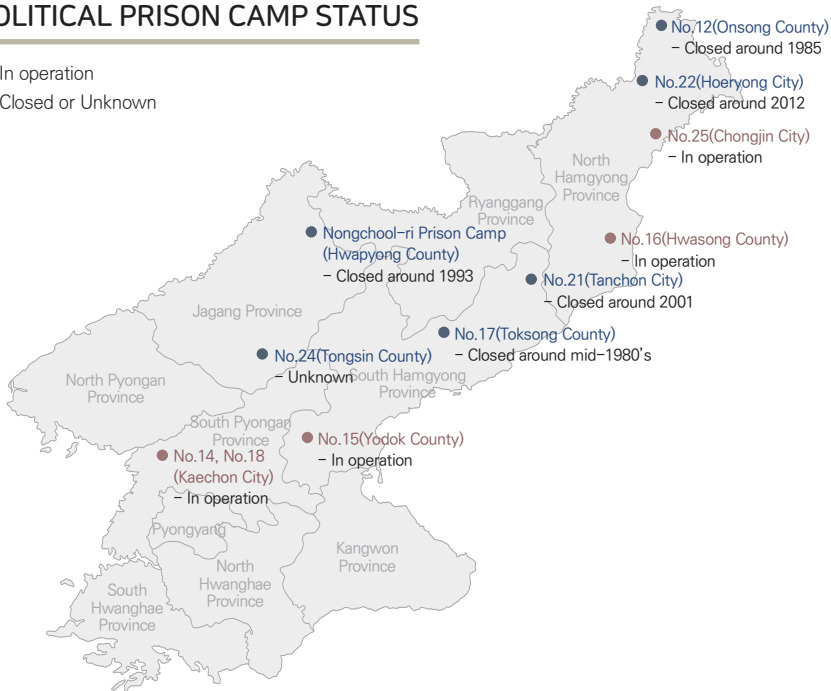 OLITICAL PRISON CAMP STATUS
In operation
Closed or Unknown
No.12(Onsong County)
– Closed around 1985
No.22(Hoeryong City)
– Closed around 2012
No.25(Chongjin City)
– In operation
North
Hamgyong
Province
Ryanggang
Province
Nongchool-ri Prison Camp
(Hwapyong County)
– Closed around 1993
No.16(Hwasong County)
– In operation
No.21(Tanchon City)
– Closed around 2001
Jagang Province
No.17(Toksong County)
– Closed around mid-1980's
No.24(Tongsin County)
– Unknown
South Hamgyong
Province
North Pyongan
Province
South Pyongan
Province
No.15(Yodok County)
– In operation
No.14, No.18
(Kaechon City)
– In operation
Pyongyang
Kangwon
Province
North
Hwanghae
Province
South
Hwanghae
Province